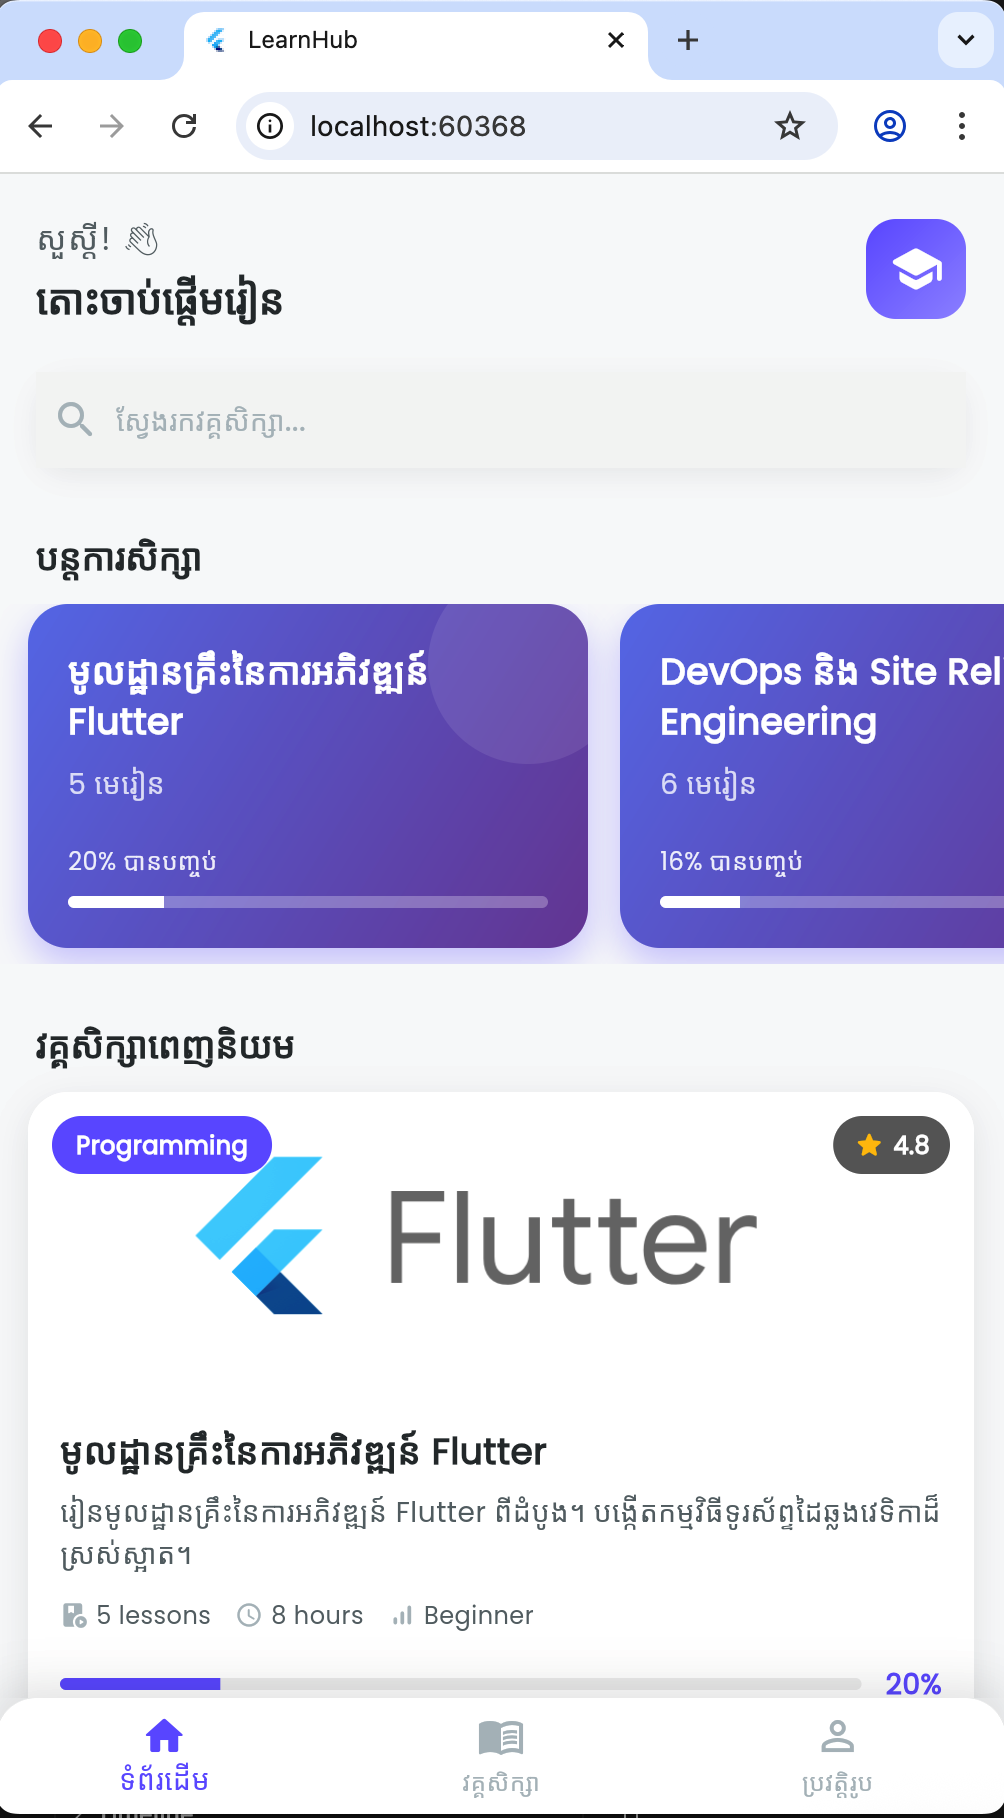 LearnHub
localhost:60368
សួស្តី! 👋
តោះចាប់ផ្តើមរៀន
ស្វែងរកវគ្គសិក្សា...
បន្តការសិក្សា
មូលដ្ឋានគ្រឹះនៃការអភិវឌ្ឍន៍
Flutter
5 មេរៀន
20% បានបញ្ចប់
DevOps និង Site Reli
Engineering
6 មេរៀន
16% បានបញ្ចប់
វគ្គសិក្សាពេញនិយម
Programming
4.8
Flutter
មូលដ្ឋានគ្រឹះនៃការអភិវឌ្ឍន៍ Flutter
រៀនមូលដ្ឋានគ្រឹះនៃការអភិវឌ្ឍន៍ Flutter ពីដំបូង។ បង្កើតកម្មវិធីទូរស័ព្ទដៃឆ្លងវេទិកាដ៏
ស្រស់ស្អាត។
5 lessons 8 hours Beginner
20%
ទំព័រដើម
វគ្គសិក្សា
ប្រវត្តិរូប